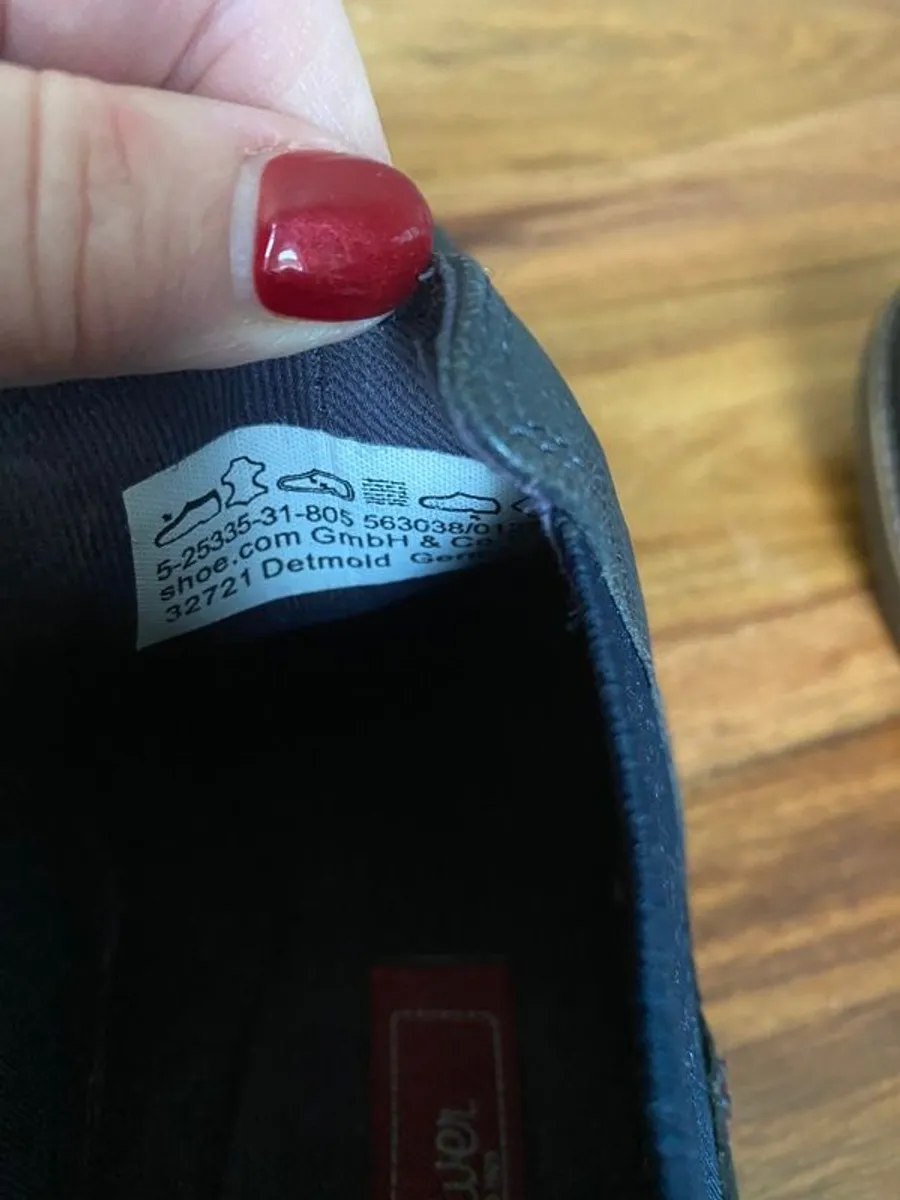 5-25335-31-805 563038/01
shoe.com GmbH & Co
32721 Detmold